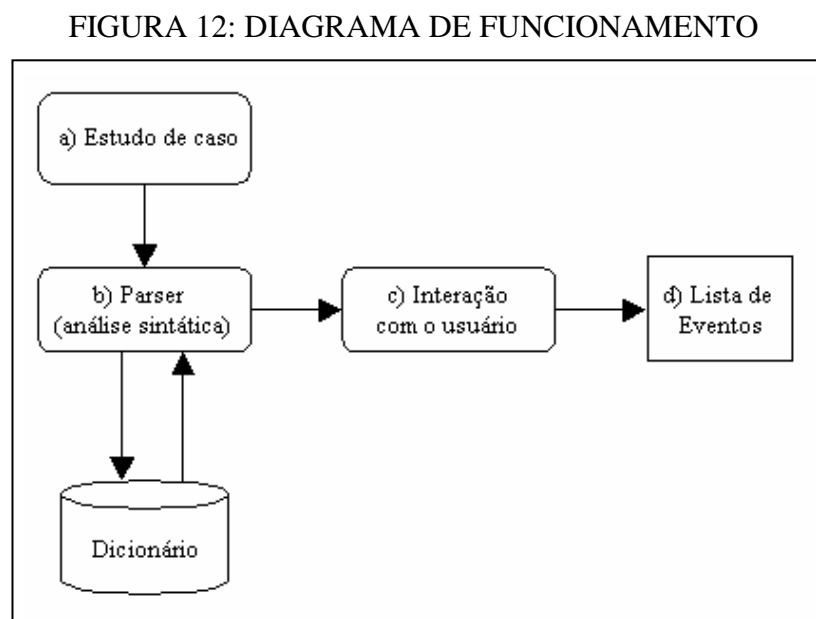 FIGURA 12: DIAGRAMA DE FUNCIONAMENTO
a) Estudo de caso
b) Parser
(análise sintática)
c) Interação
com o usuário
d) Lista de
Eventos
Dicionário